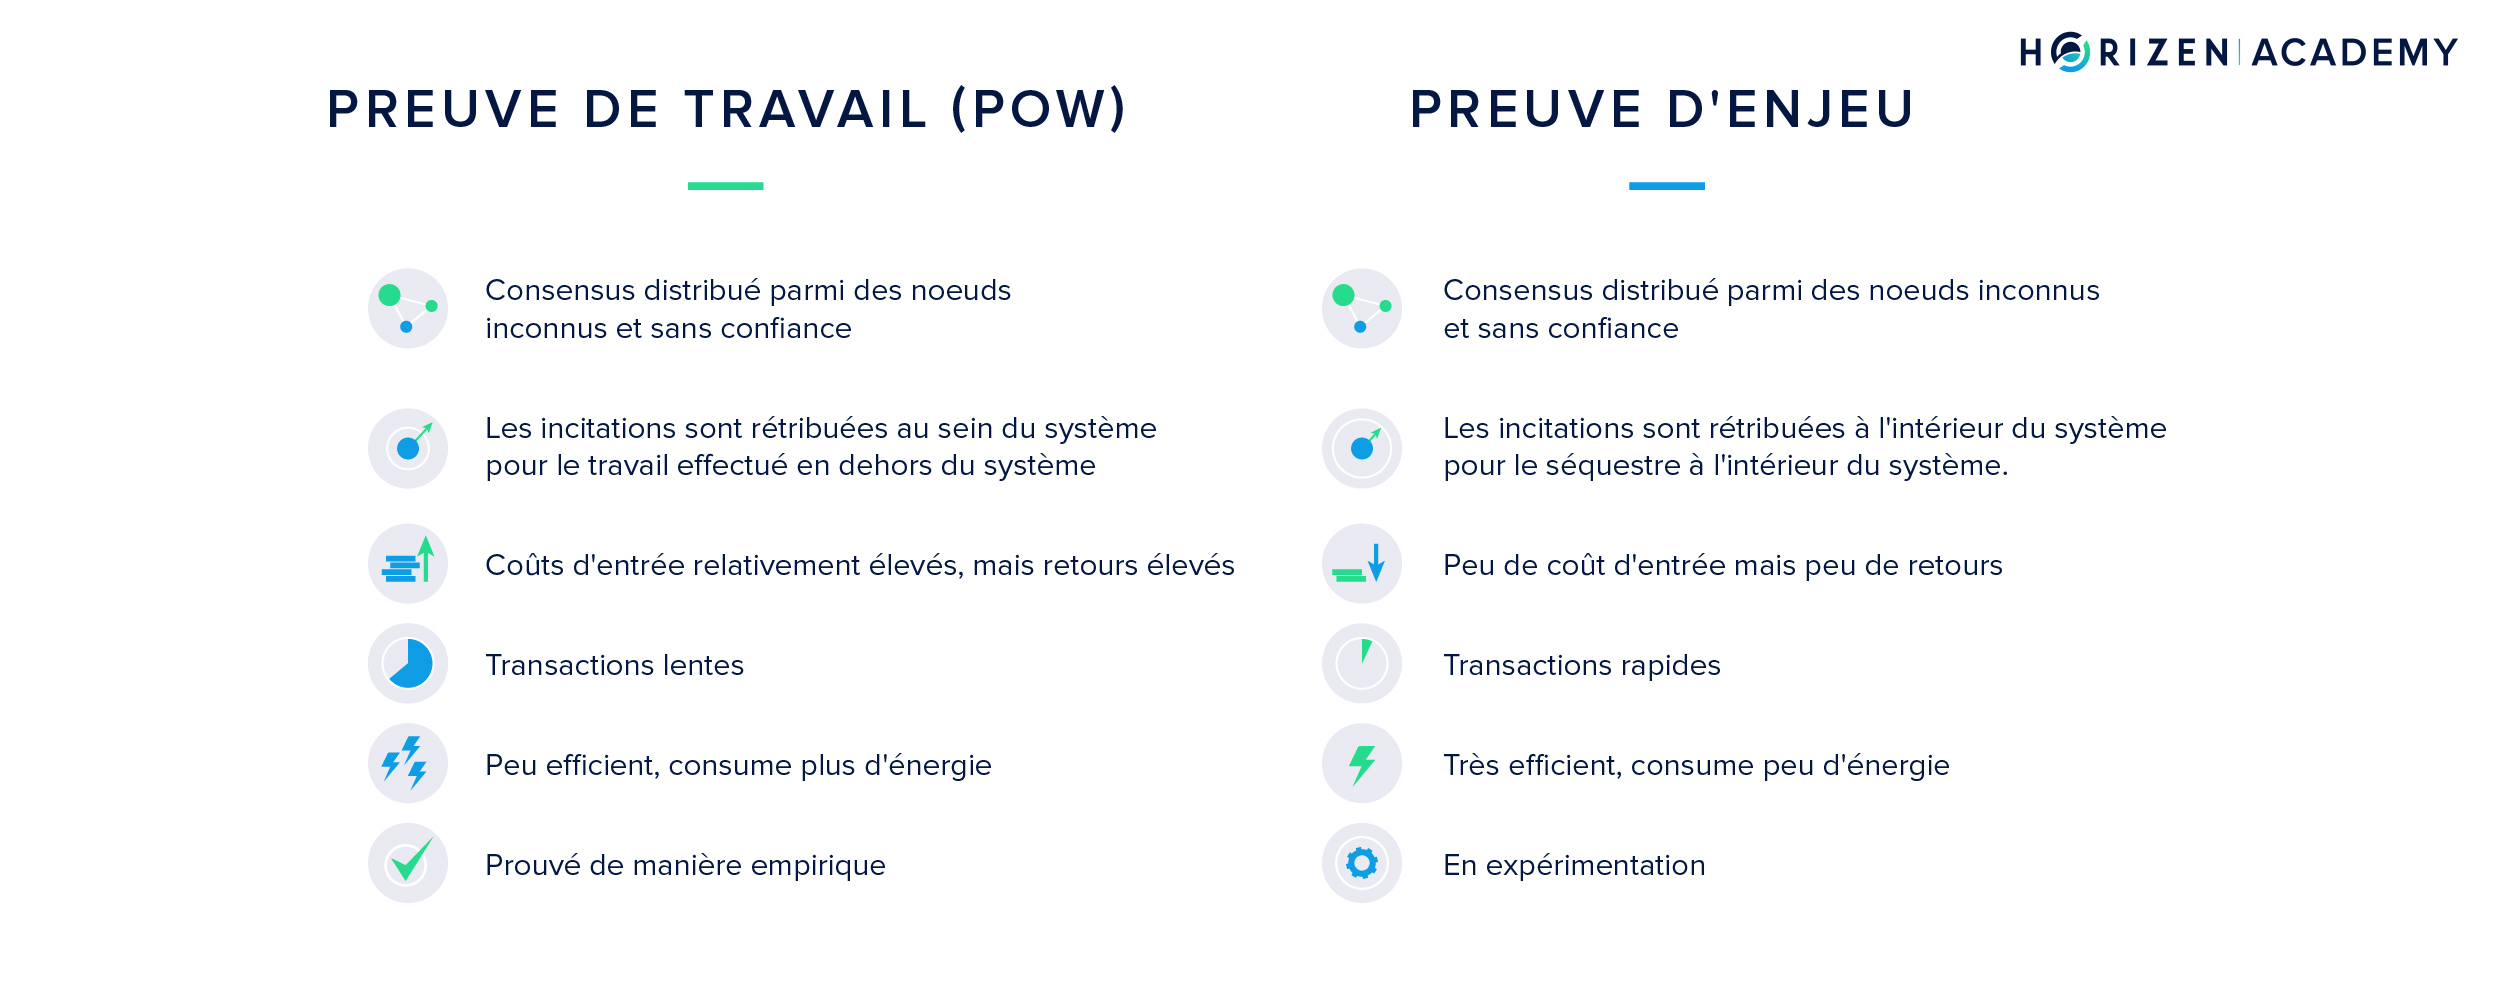 HORIZEN | ACADEMY
PREUVE DE TRAVAIL (POW)
Consensus distribué parmi des noeuds
inconnus et sans confiance
Les incitations sont rétribuées au sein du système
pour le travail effectué en dehors du système
Coûts d'entrée relativement élevés, mais retours élevés
Transactions lentes
Peu efficient, consume plus d'énergie
Prouvé de manière empirique
PREUVE D'ENJEU
Consensus distribué parmi des noeuds inconnus
et sans confiance
Les incitations sont rétribuées à l'intérieur du système
pour le séquestre à l'intérieur du système.
Peu de coût d'entrée mais peu de retours
Transactions rapides
Très efficient, consume peu d'énergie
En expérimentation